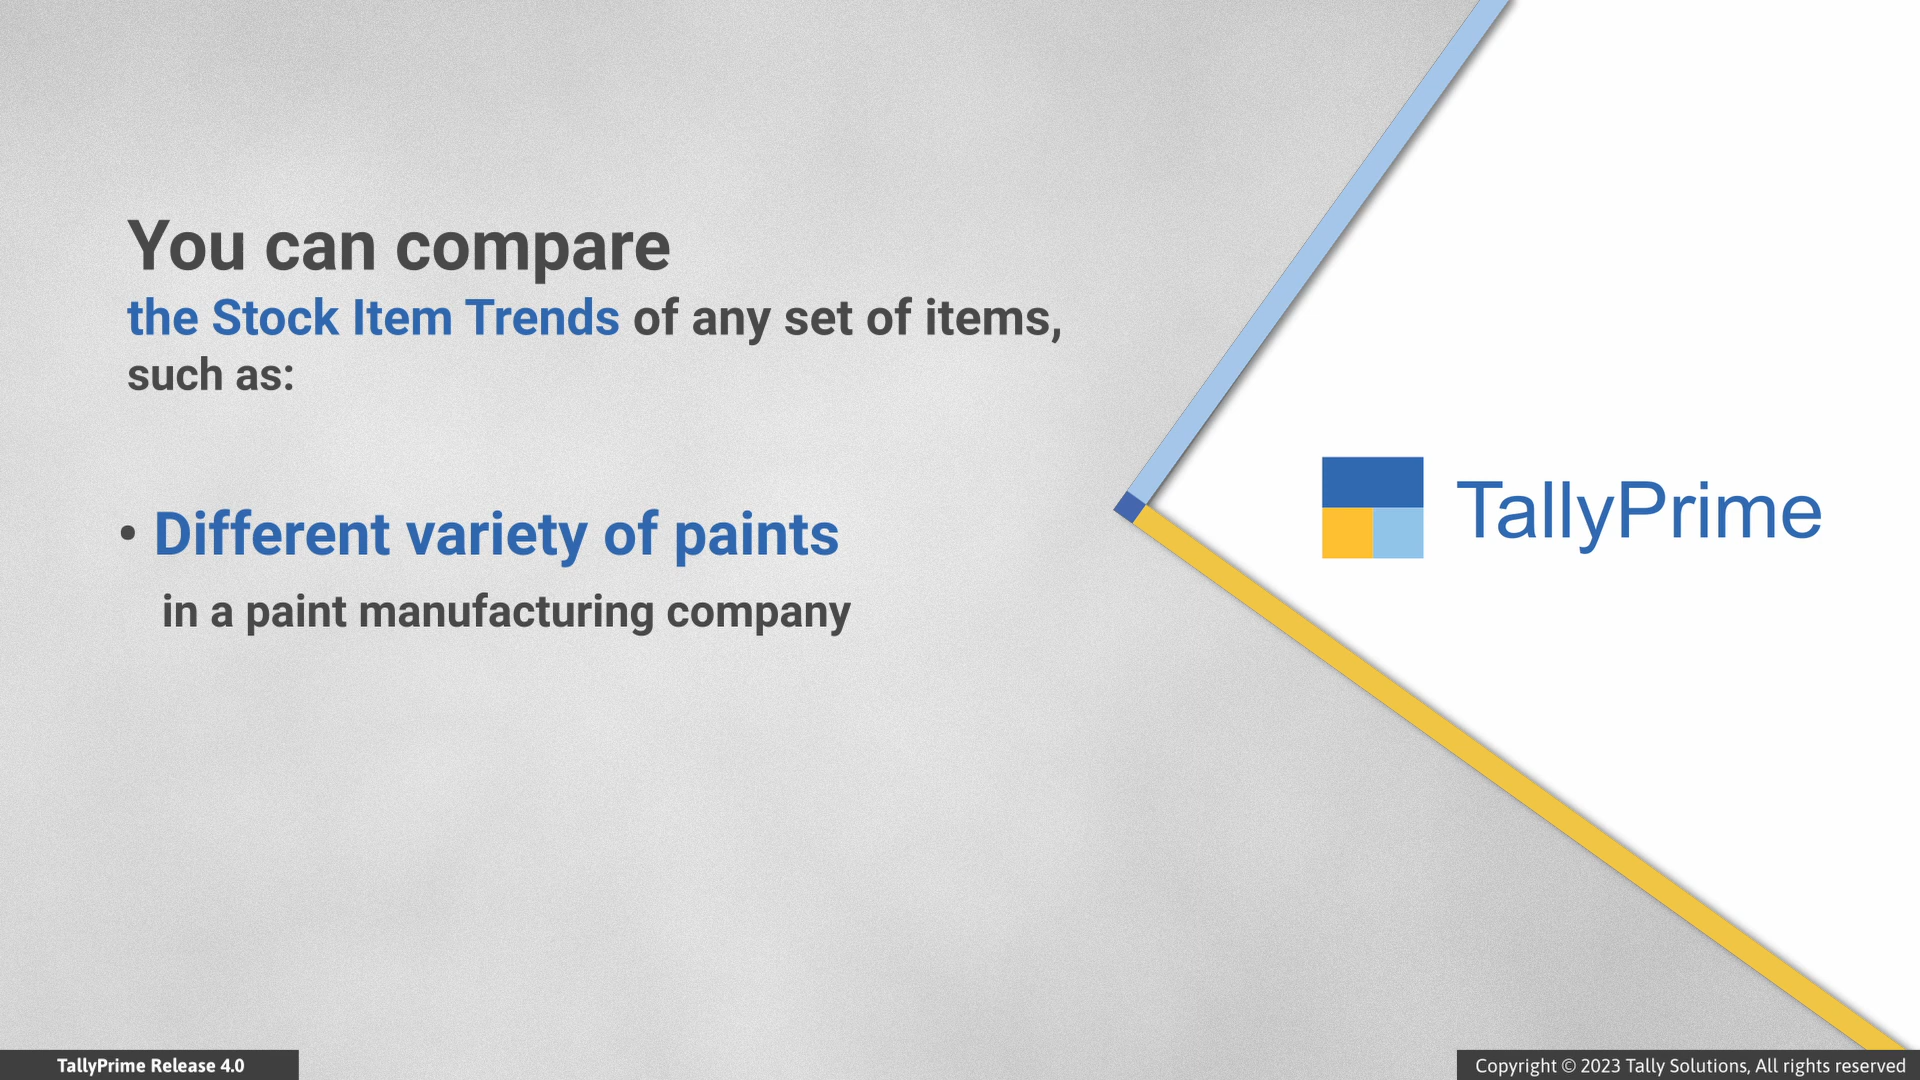 You can compare
the Stock Item Trends of any set of items,
such as:
• Different variety of paints
in a paint manufacturing company
TallyPrime
TallyPrime Release 4.0
Copyright © 2023 Tally Solutions, All rights reserved